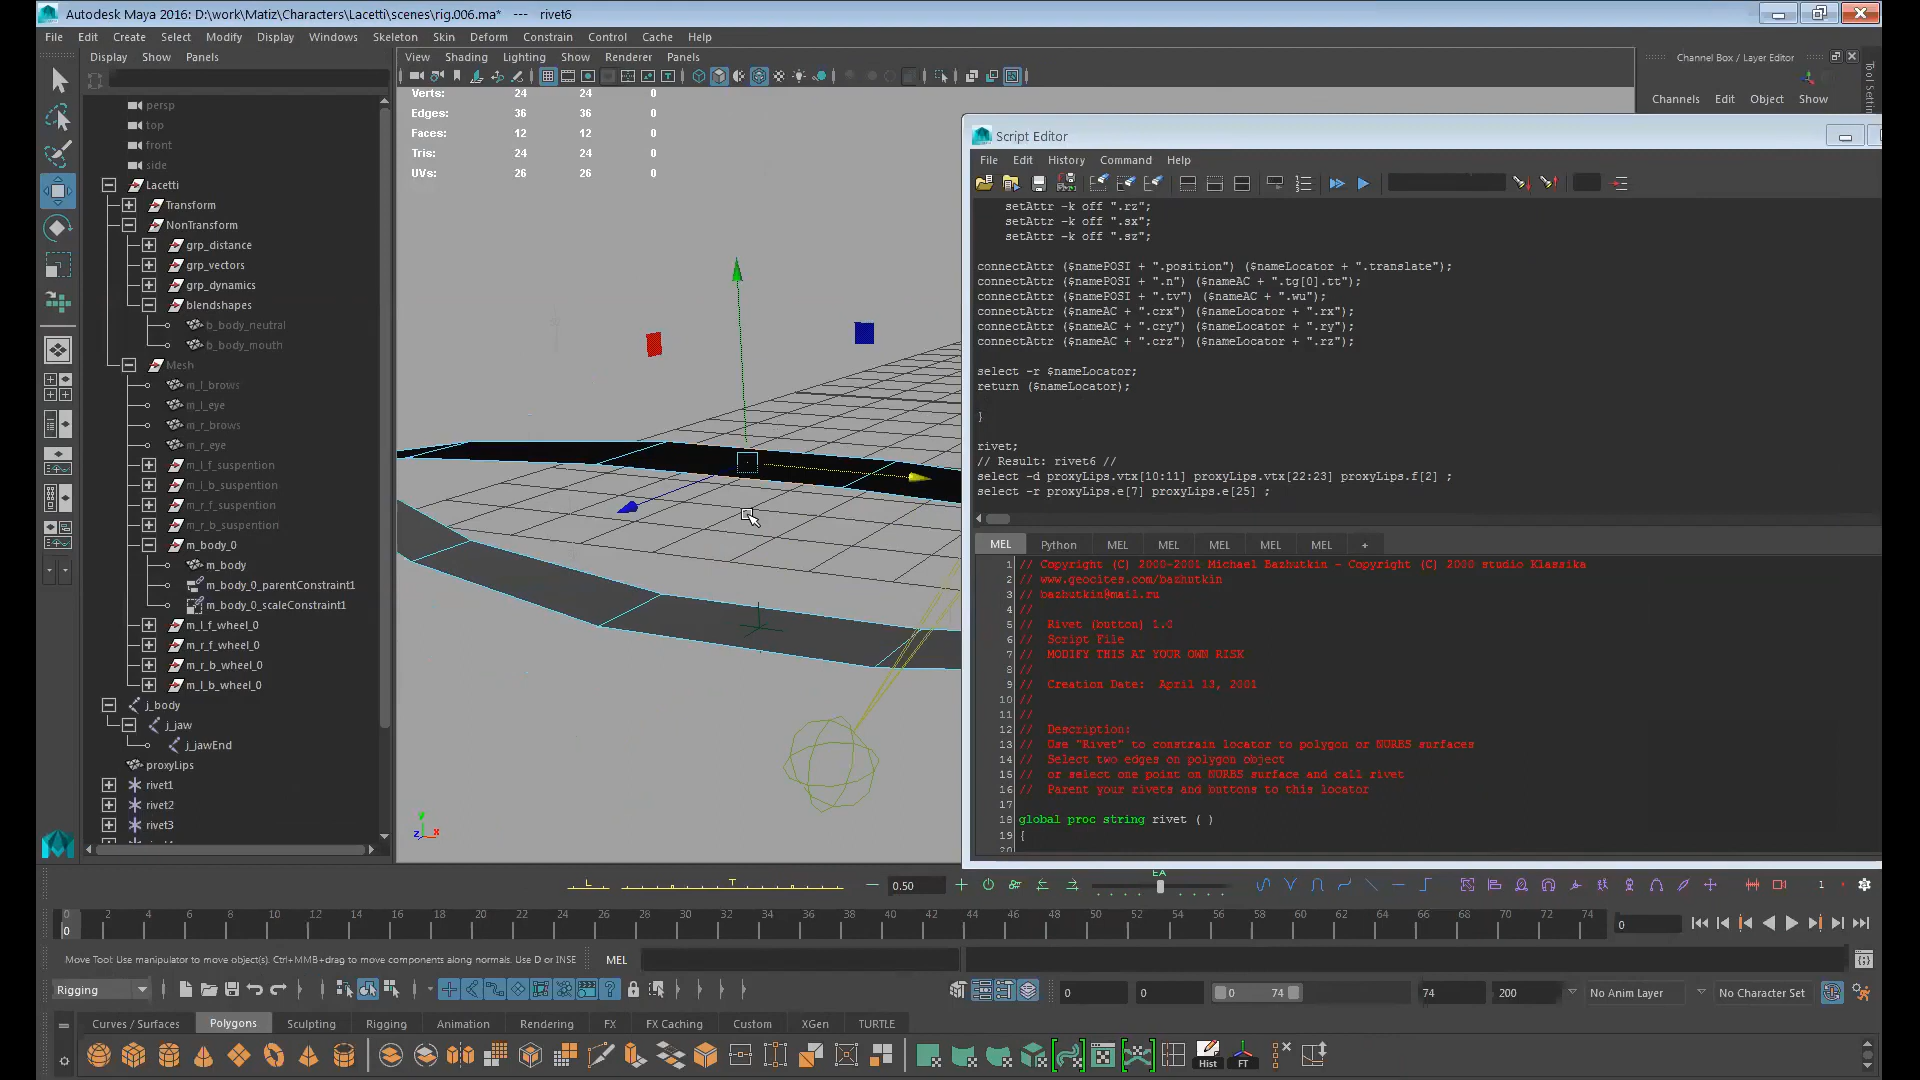 Autodesk Maya 2016: D:\work\Matiz\Characters\Lacetti\scenes\rig.006.ma*   ---   rivet6
File Edit Create Select Modify Display Windows Skeleton Skin Deform Constrain Control Cache Help
Display Show Panels
View Shading Lighting Show Renderer Panels
Channel Box / Layer Editor
Channels Edit Object Show
Verts: 24 24 0
Edges: 36 36 0
Faces: 12 12 0
Tris: 24 24 0
UVs: 26 26 0
persp
top
front
side
Lacetti
Transform
NonTransform
grp_distance
grp_vectors
grp_dynamics
blendshapes
b_body_neutral
b_body_mouth
Mesh
m_l_brows
m_l_eye
m_r_brows
m_r_eye
m_l_f_suspention
m_l_b_suspention
m_r_f_suspention
m_r_b_suspention
m_body_0
m_body
m_body_0_parentConstraint1
m_body_0_scaleConstraint1
m_l_f_wheel_0
m_r_f_wheel_0
m_r_b_wheel_0
m_l_b_wheel_0
j_body
j_jaw
j_jawEnd
proxyLips
rivet1
rivet2
rivet3
y
z x
Script Editor
File Edit History Command Help
setAttr -k off ".rz";
setAttr -k off ".sx";
setAttr -k off ".sz";
connectAttr ($namePOSI + ".position") ($nameLocator + ".translate");
connectAttr ($namePOSI + ".n") ($nameAC + ".tg[0].tt");
connectAttr ($namePOSI + ".tv") ($nameAC + ".wu");
connectAttr ($nameAC + ".crx") ($nameLocator + ".rx");
connectAttr ($nameAC + ".cry") ($nameLocator + ".ry");
connectAttr ($nameAC + ".crz") ($nameLocator + ".rz");
select -r $nameLocator;
return ($nameLocator);
}
rivet;
// Result: rivet6 //
select -d proxyLips.vtx[10:11] proxyLips.vtx[22:23] proxyLips.f[2] ;
select -r proxyLips.e[7] proxyLips.e[25] ;
MEL Python MEL MEL MEL MEL MEL +
1 // Copyright (C) 2000-2001 Michael Bazhutkin - Copyright (C) 2000 studio Klassika
2 // www.geocites.com/bazhutkin
3 // bazhutkin@mail.ru
4 //
5 //  Rivet (button) 1.0
6 //  Script File
7 //  MODIFY THIS AT YOUR OWN RISK
8 //
9 //  Creation Date:  April 13, 2001
10 //
11 //
12 //  Description:
13 //  Use "Rivet" to constrain locator to polygon or NURBS surfaces
14 //  Select two edges on polygon object
15 //  or select one point on NURBS surface and call rivet
16 //  Parent your rivets and buttons to this locator
17
18 global proc string rivet ( )
19 {
20
L T 0.50 EA 1
0 2 4 6 8 10 12 14 16 18 20 22 24 26 28 30 32 34 36 38 40 42 44 46 48 50 52 54 56 58 60 62 64 66 68 70 72 74
0 0
Move Tool: Use manipulator to move object(s). Ctrl+MMB+drag to move components along normals. Use D or INSE
MEL
Rigging
0 0 0 74 74 200 No Anim Layer No Character Set
Curves / Surfaces Polygons Sculpting Rigging Animation Rendering FX FX Caching Custom XGen TURTLE
Hist FT